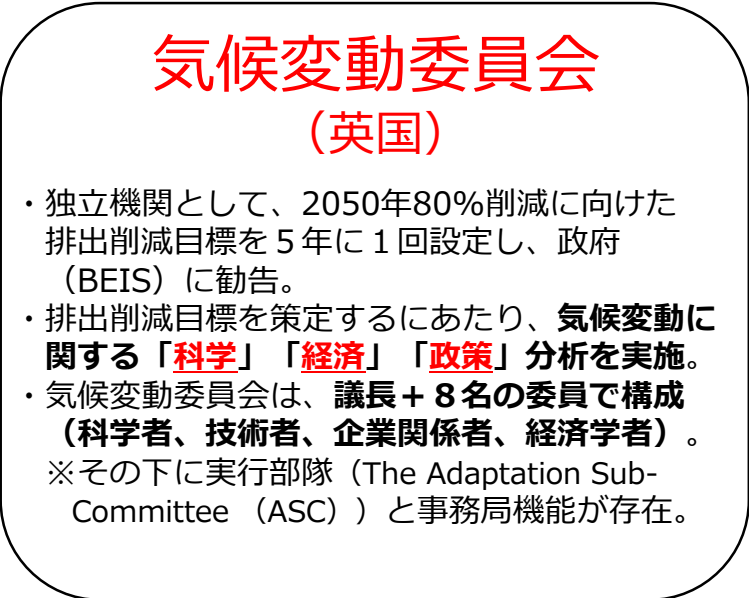 気候変動委員会
（英国）
・独立機関として、2050年80%削減に向けた
排出削減目標を５年に１回設定し、政府
（BEIS）に勧告。
・排出削減目標を策定するにあたり、気候変動に
関する「科学」「経済」「政策」分析を実施。
・気候変動委員会は、議長＋８名の委員で構成
（科学者、技術者、企業関係者、経済学者）。
※その下に実行部隊（The Adaptation Sub-
Committee （ASC））と事務局機能が存在。